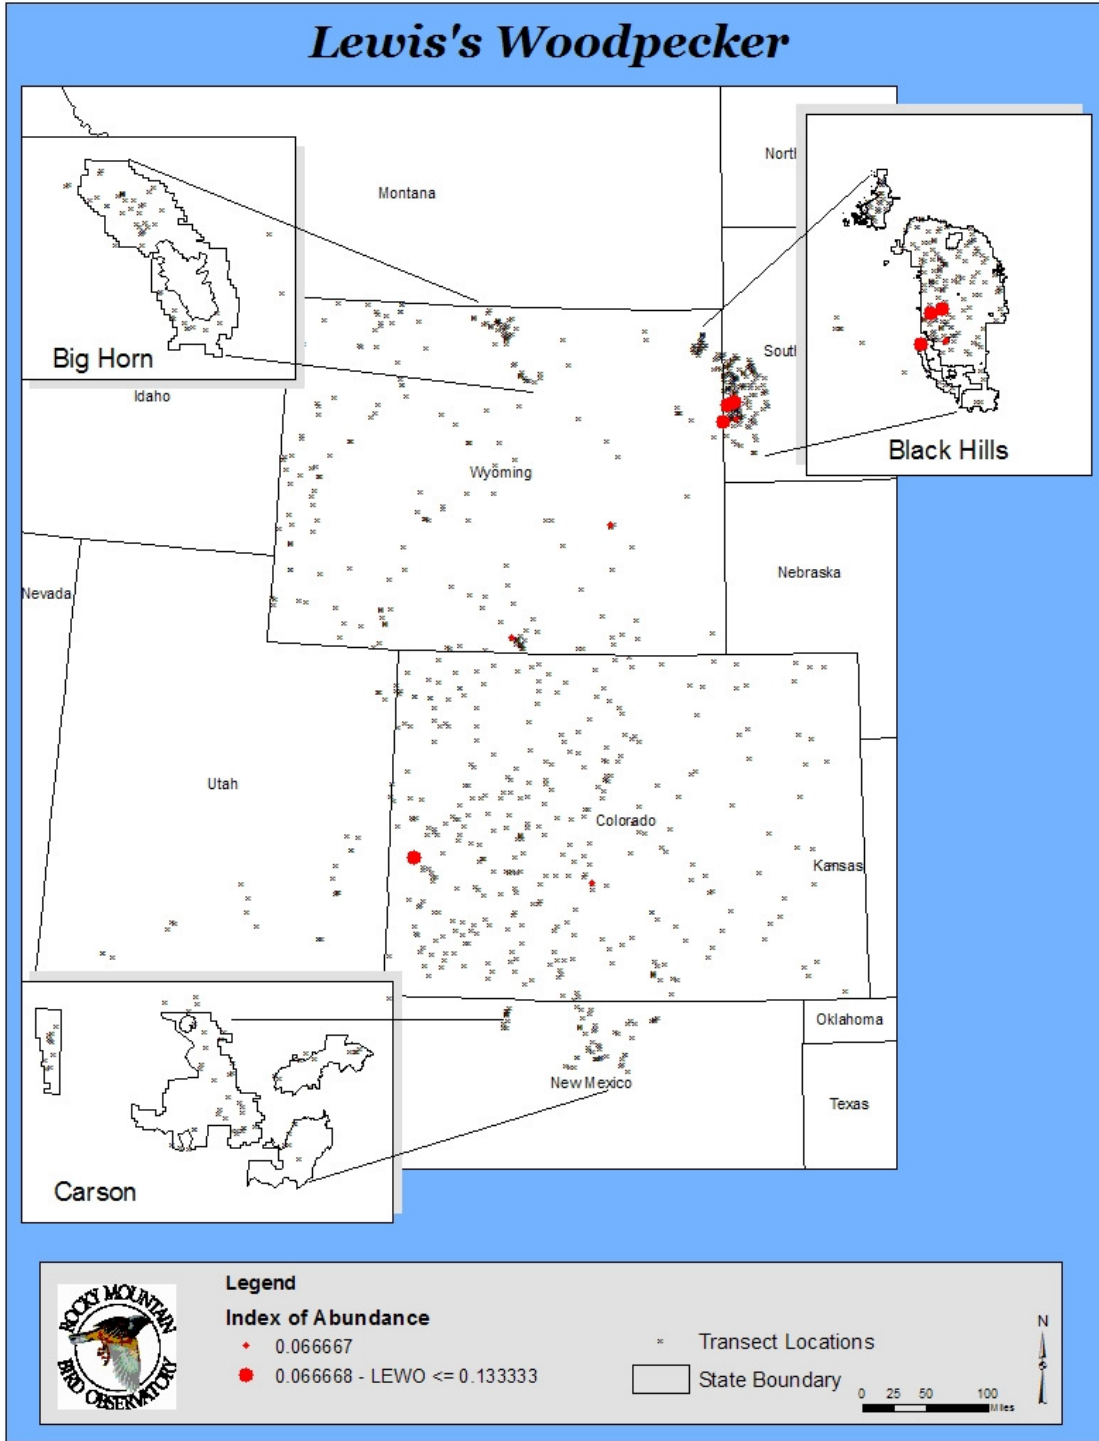 Lewis's Woodpecker
Montana
North
South
Big Horn
Idaho
Black Hills
Wyoming
Nebraska
Nevada
Utah
Colorado
Kansas
Oklahoma
New Mexico
Texas
Carson
ROCKY MOUNTAIN
BIRD OBSERVATORY
Legend
Index of Abundance
0.066667
0.066668 - LEWO <= 0.133333
Transect Locations
State Boundary
N
0 25 50 100
Miles